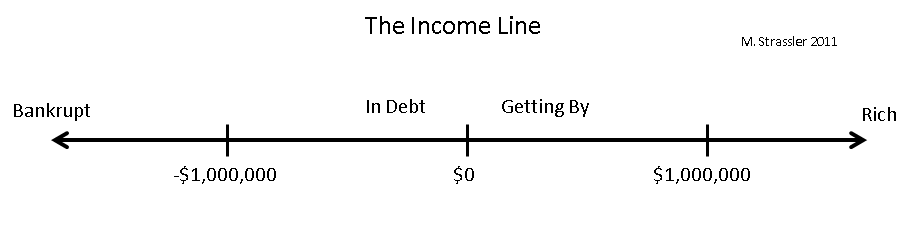 The Income Line
M. Strassler 2011
Bankrupt
In Debt
Getting By
Rich
-$1,000,000
$0
$1,000,000